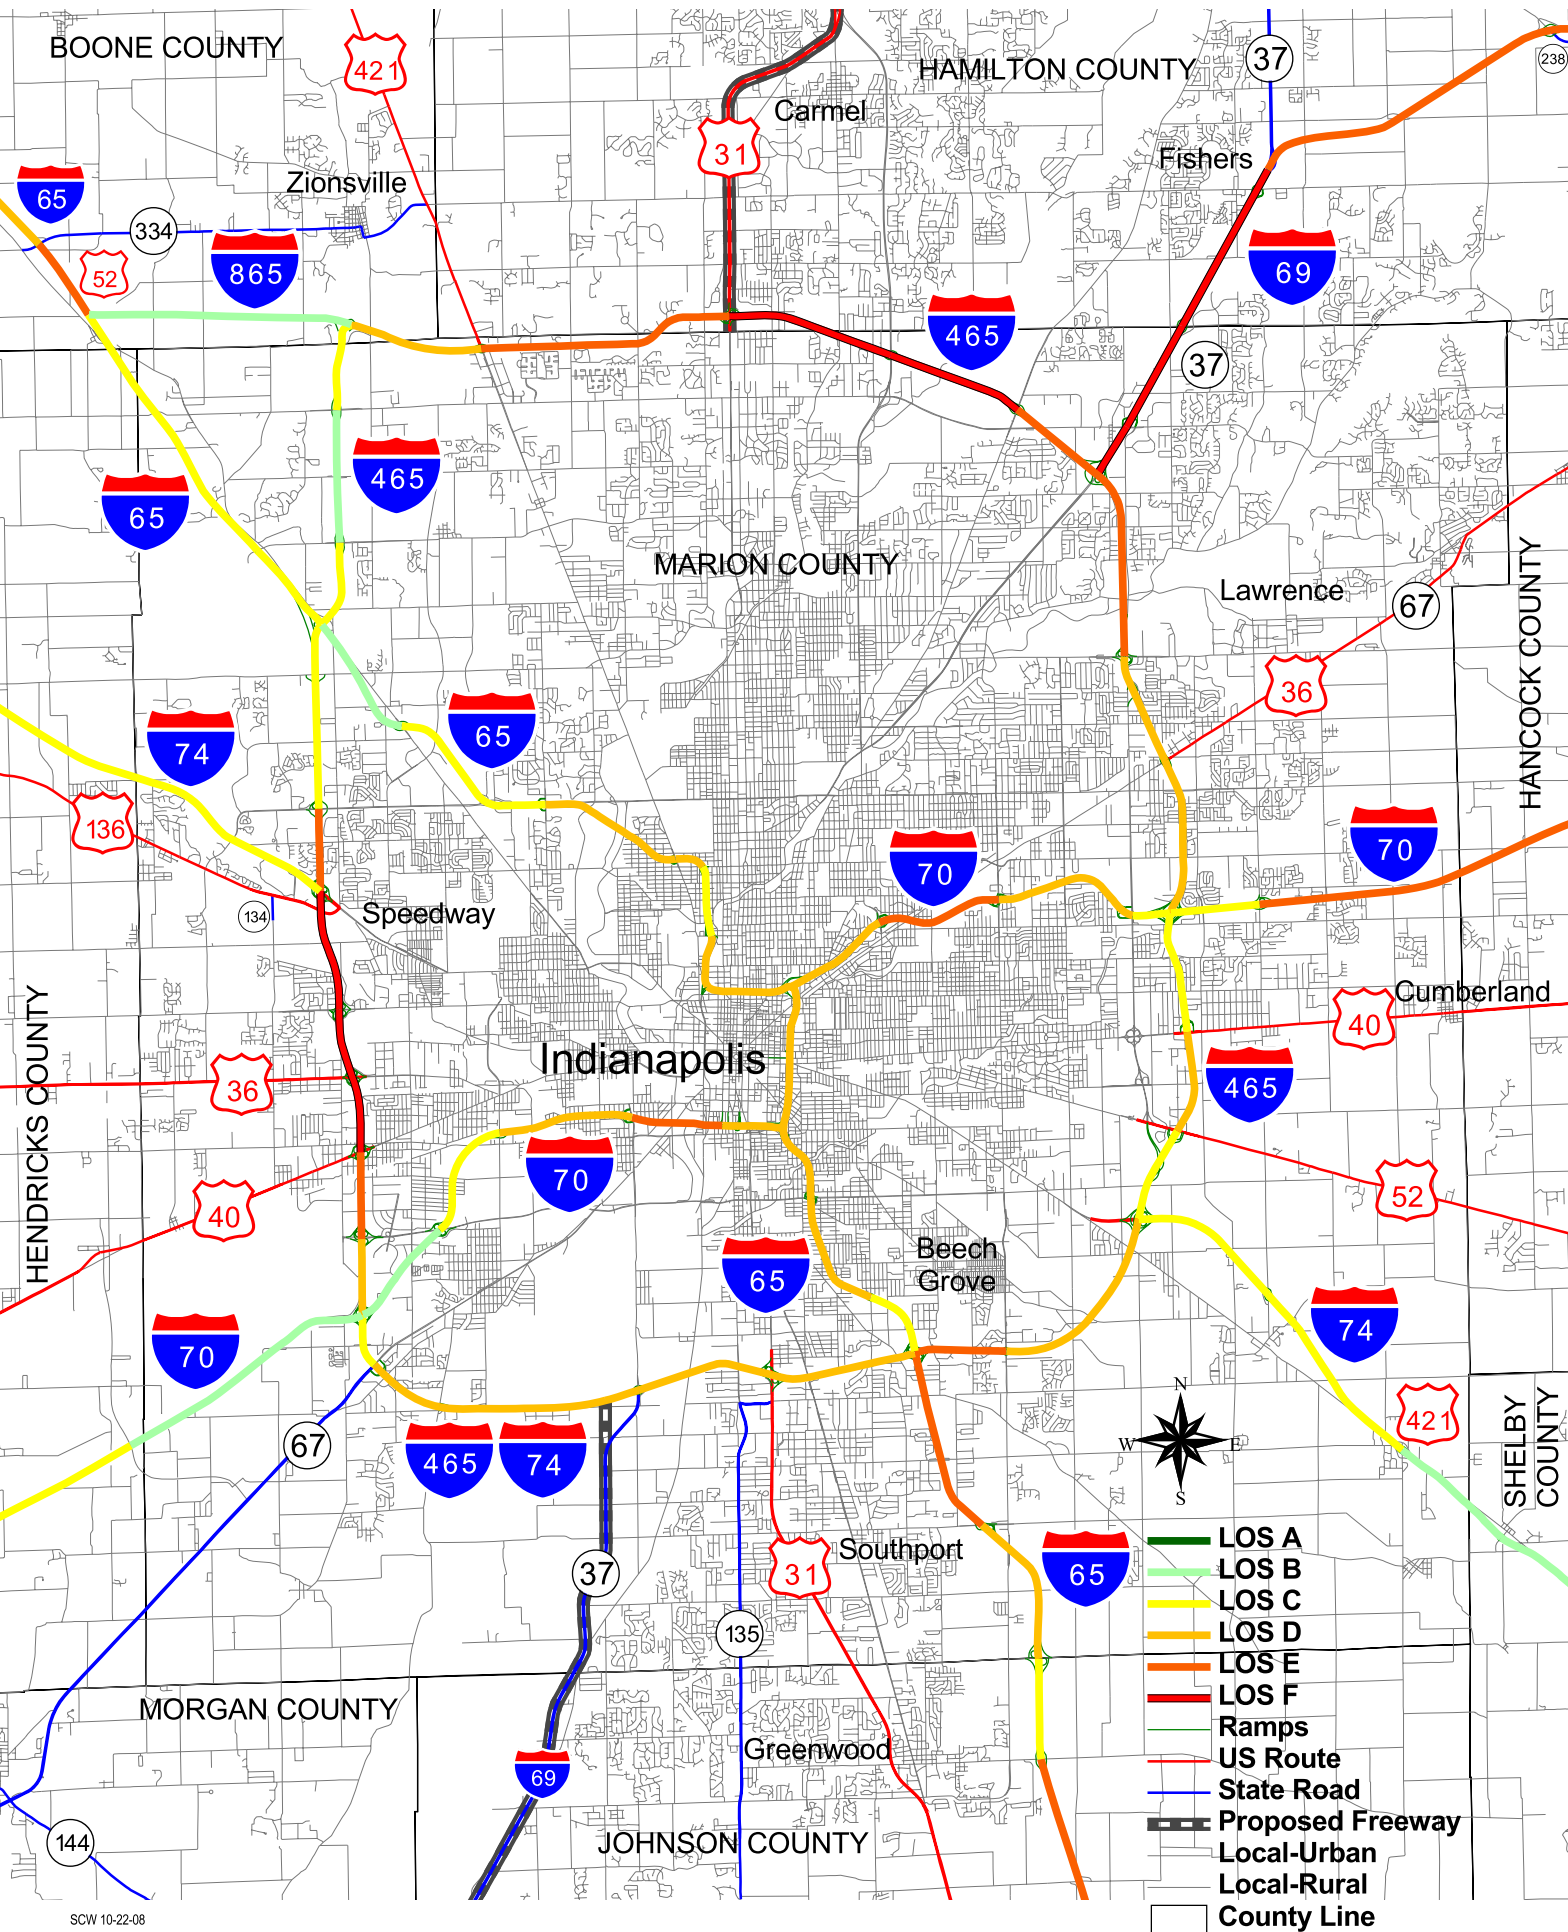 BOONE COUNTY
421
37
238
HAMILTON COUNTY
Carmel
31
Fishers
Zionsville
65
334
52
865
69
465
37
465
65
MARION COUNTY
Lawrence
67
HANCOCK COUNTY
36
65
74
136
70
70
134
Speedway
Cumberland
40
HENDRICKS COUNTY
Indianapolis
36
465
70
40
52
Beech
Grove
65
70
74
N
W E
S
421
SHELBY
COUNTY
67
465
74
37
Southport
31
65
135
LOS A
LOS B
LOS C
LOS D
LOS E
LOS F
Ramps
US Route
State Road
Proposed Freeway
Local-Urban
Local-Rural
County Line
MORGAN COUNTY
Greenwood
69
144
JOHNSON COUNTY
SCW 10-22-08